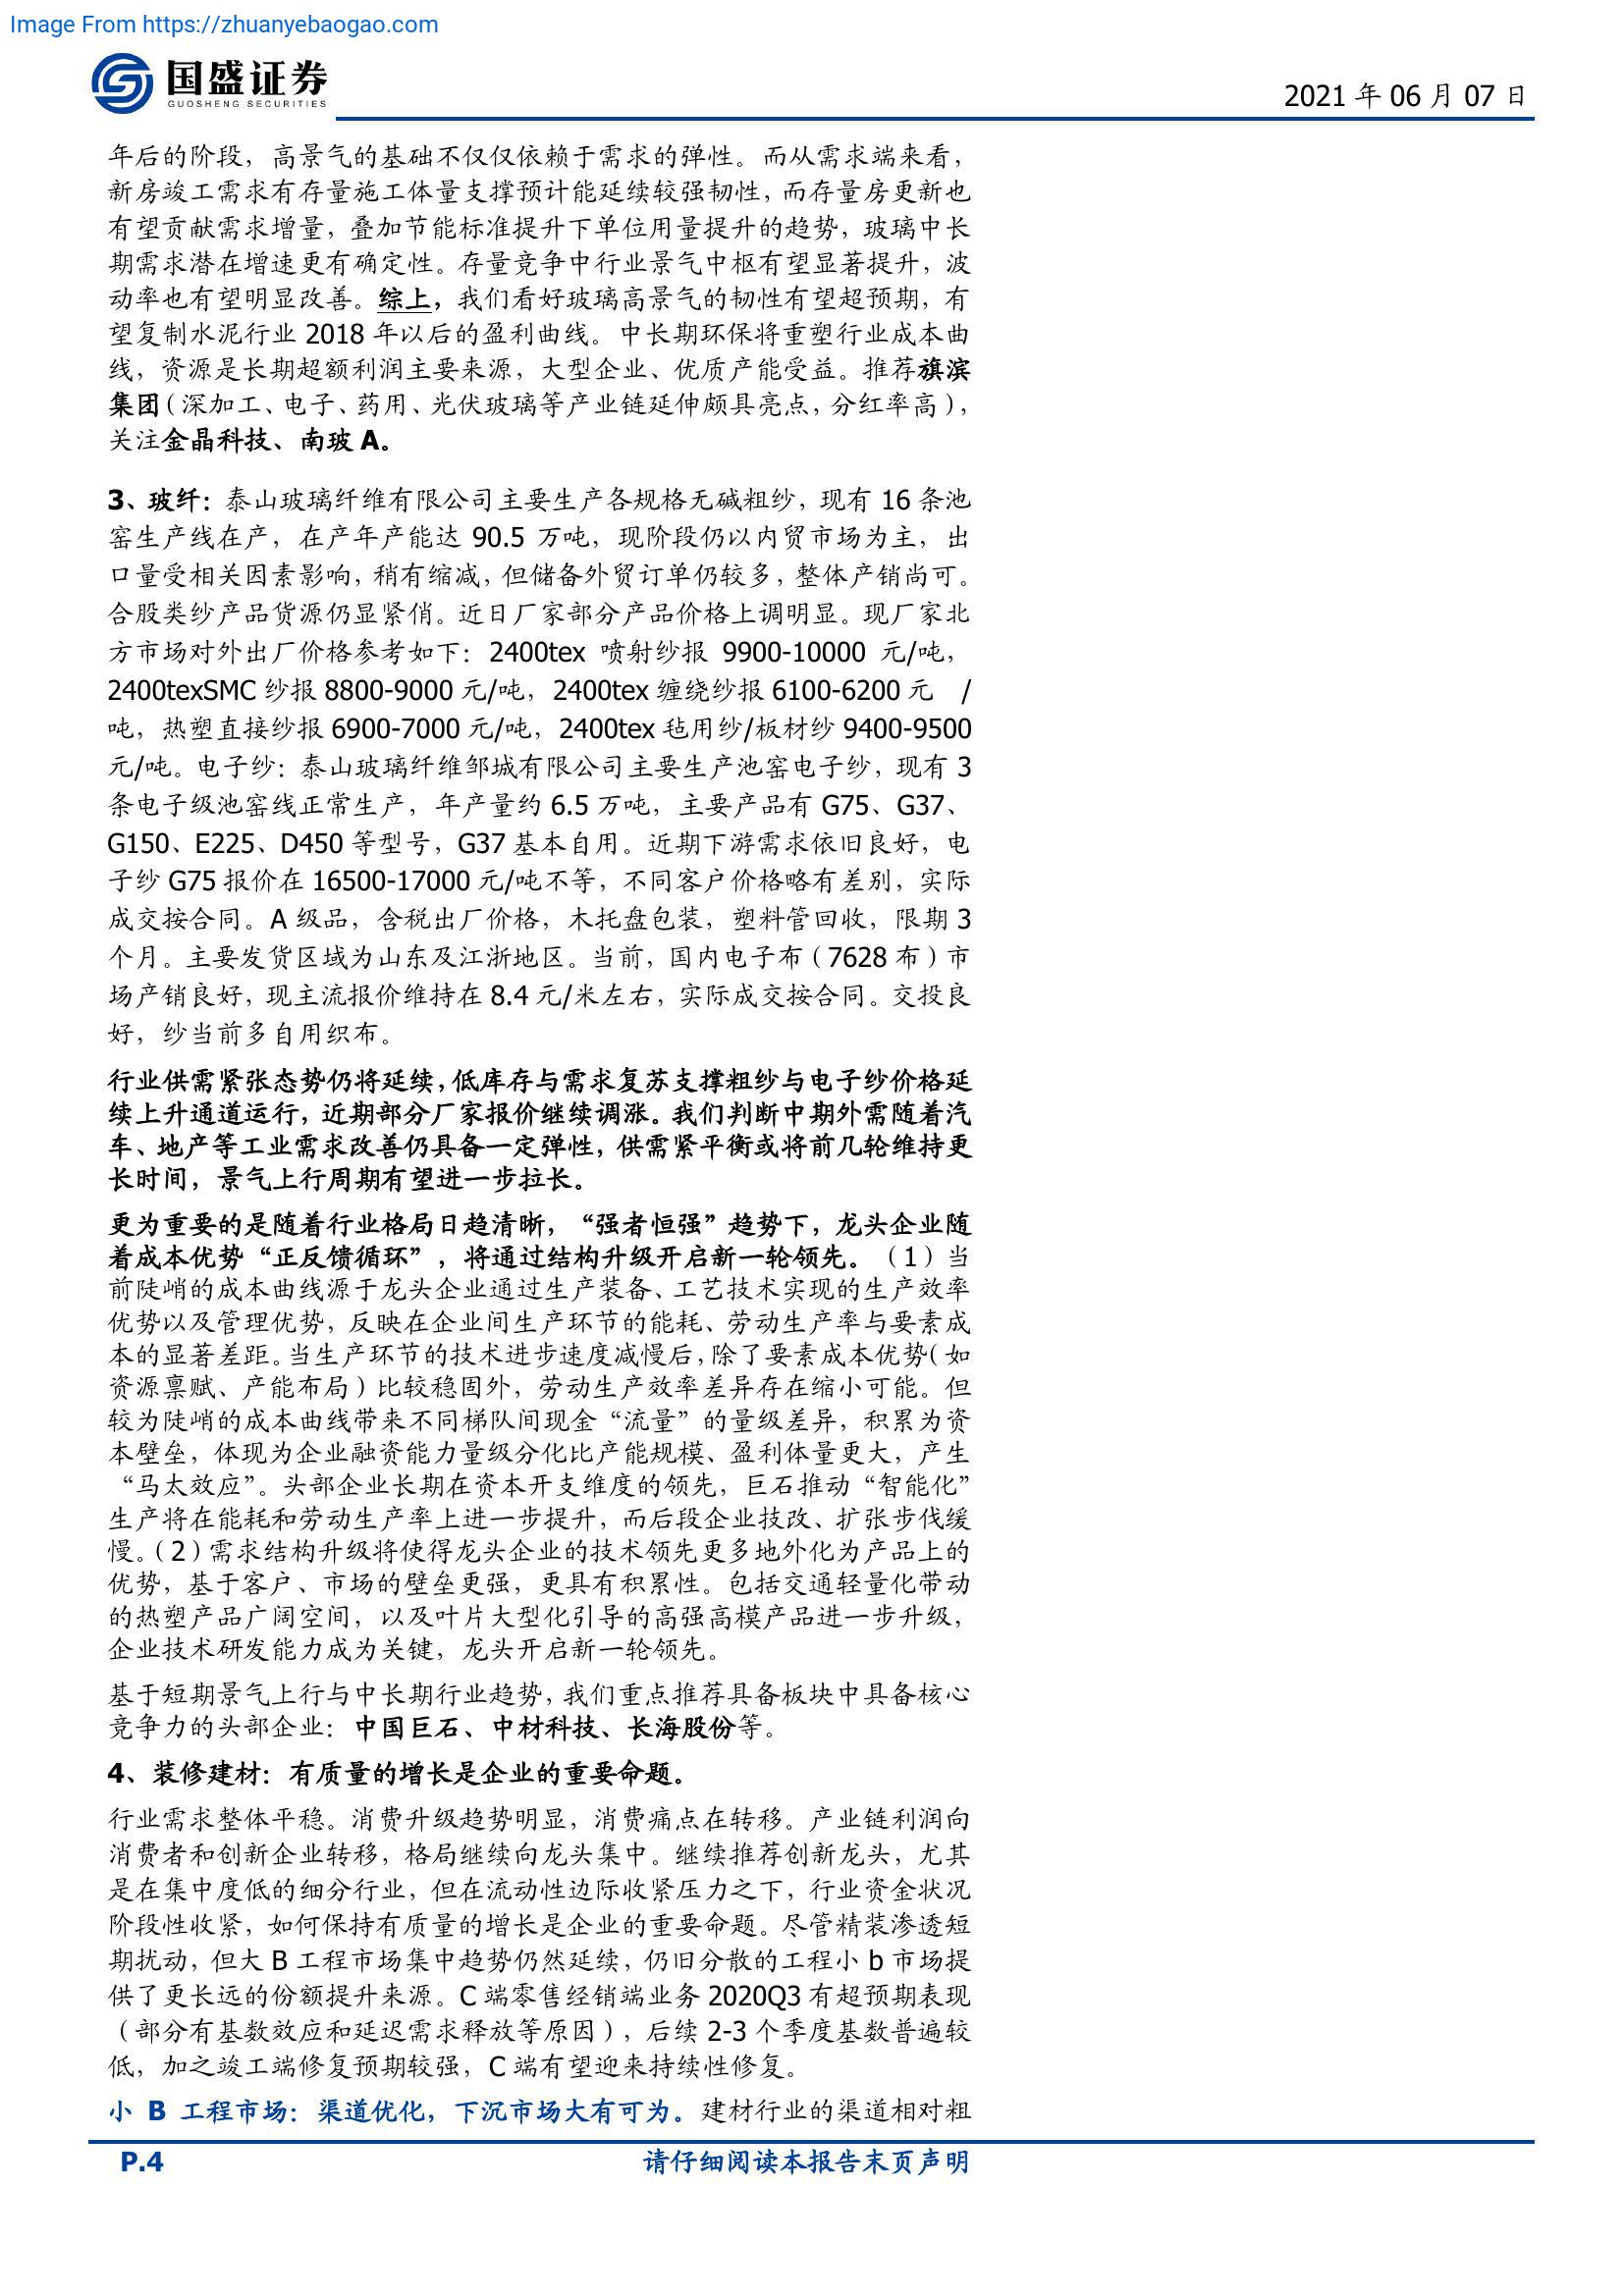 Image From https://zhuanyebaogao.com
国盛证券
GUOSHENG SECURITIES
2021 年 06 月 07 日
年后的阶段，高景气的基础不仅仅依赖于需求的弹性。而从需求端来看，
新房竣工需求有存量施工体量支撑预计能延续较强韧性，而存量房更新也
有望贡献需求增量，叠加节能标准提升下单位用量提升的趋势，玻璃中长
期需求潜在增速更有确定性。存量竞争中行业景气中枢有望显著提升，波
动率也有望明显改善。综上，我们看好玻璃高景气的韧性有望超预期，有
望复制水泥行业 2018 年以后的盈利曲线。中长期环保将重塑行业成本曲
线，资源是长期超额利润主要来源，大型企业、优质产能受益。推荐旗滨
集团（深加工、电子、药用、光伏玻璃等产业链延伸颇具亮点，分红率高），
关注金晶科技、南玻 A。
3、玻纤：泰山玻璃纤维有限公司主要生产各规格无碱粗纱，现有 16 条池
窑生产线在产，在产年产能达 90.5 万吨，现阶段仍以内贸市场为主，出
口量受相关因素影响，稍有缩减，但储备外贸订单仍较多，整体产销尚可。
合股类纱产品货源仍显紧俏。近日厂家部分产品价格上调明显。现厂家北
方市场对外出厂价格参考如下：2400tex 喷射纱报 9900-10000 元/吨，
2400texSMC 纱报 8800-9000 元/吨，2400tex 缠绕纱报 6100-6200 元 /
吨，热塑直接纱报 6900-7000 元/吨，2400tex 毡用纱/板材纱 9400-9500
元/吨。电子纱：泰山玻璃纤维邹城有限公司主要生产池窑电子纱，现有 3
条电子级池窑线正常生产，年产量约 6.5 万吨，主要产品有 G75、G37、
G150、E225、D450 等型号，G37 基本自用。近期下游需求依旧良好，电
子纱 G75 报价在 16500-17000 元/吨不等，不同客户价格略有差别，实际
成交按合同。A 级品，含税出厂价格，木托盘包装，塑料管回收，限期 3
个月。主要发货区域为山东及江浙地区。当前，国内电子布（7628 布）市
场产销良好，现主流报价维持在 8.4 元/米左右，实际成交按合同。交投良
好，纱当前多自用织布。
行业供需紧张态势仍将延续，低库存与需求复苏支撑粗纱与电子纱价格延
续上升通道运行，近期部分厂家报价继续调涨。我们判断中期外需随着汽
车、地产等工业需求改善仍具备一定弹性，供需紧平衡或将前几轮维持更
长时间，景气上行周期有望进一步拉长。
更为重要的是随着行业格局日趋清晰，“强者恒强”趋势下，龙头企业随
着成本优势“正反馈循环”，将通过结构升级开启新一轮领先。（1）当
前陡峭的成本曲线源于龙头企业通过生产装备、工艺技术实现的生产效率
优势以及管理优势，反映在企业间生产环节的能耗、劳动生产率与要素成
本的显著差距。当生产环节的技术进步速度减慢后，除了要素成本优势（如
资源禀赋、产能布局）比较稳固外，劳动生产效率差异存在缩小可能。但
较为陡峭的成本曲线带来不同梯队间现金“流量”的量级差异，积累为资
本壁垒，体现为企业融资能力量级分化比产能规模、盈利体量更大，产生
“马太效应”。头部企业长期在资本开支维度的领先，巨石推动“智能化”
生产将在能耗和劳动生产率上进一步提升，而后段企业技改、扩张步伐缓
慢。（2）需求结构升级将使得龙头企业的技术领先更多地外化为产品上的
优势，基于客户、市场的壁垒更强，更具有积累性。包括交通轻量化带动
的热塑产品广阔空间，以及叶片大型化引导的高强高模产品进一步升级，
企业技术研发能力成为关键，龙头开启新一轮领先。
基于短期景气上行与中长期行业趋势，我们重点推荐具备板块中具备核心
竞争力的头部企业：中国巨石、中材科技、长海股份等。
4、装修建材：有质量的增长是企业的重要命题。
行业需求整体平稳。消费升级趋势明显，消费痛点在转移。产业链利润向
消费者和创新企业转移，格局继续向龙头集中。继续推荐创新龙头，尤其
是在集中度低的细分行业，但在流动性边际收紧压力之下，行业资金状况
阶段性收紧，如何保持有质量的增长是企业的重要命题。尽管精装渗透短
期扰动，但大 B 工程市场集中趋势仍然延续，仍旧分散的工程小 b 市场提
供了更长远的份额提升来源。C 端零售经销端业务 2020Q3 有超预期表现
（部分有基数效应和延迟需求释放等原因），后续 2-3 个季度基数普遍较
低，加之竣工端修复预期较强，C 端有望迎来持续性修复。
小 B 工程市场：渠道优化，下沉市场大有可为。建材行业的渠道相对粗
P.4
请仔细阅读本报告末页声明